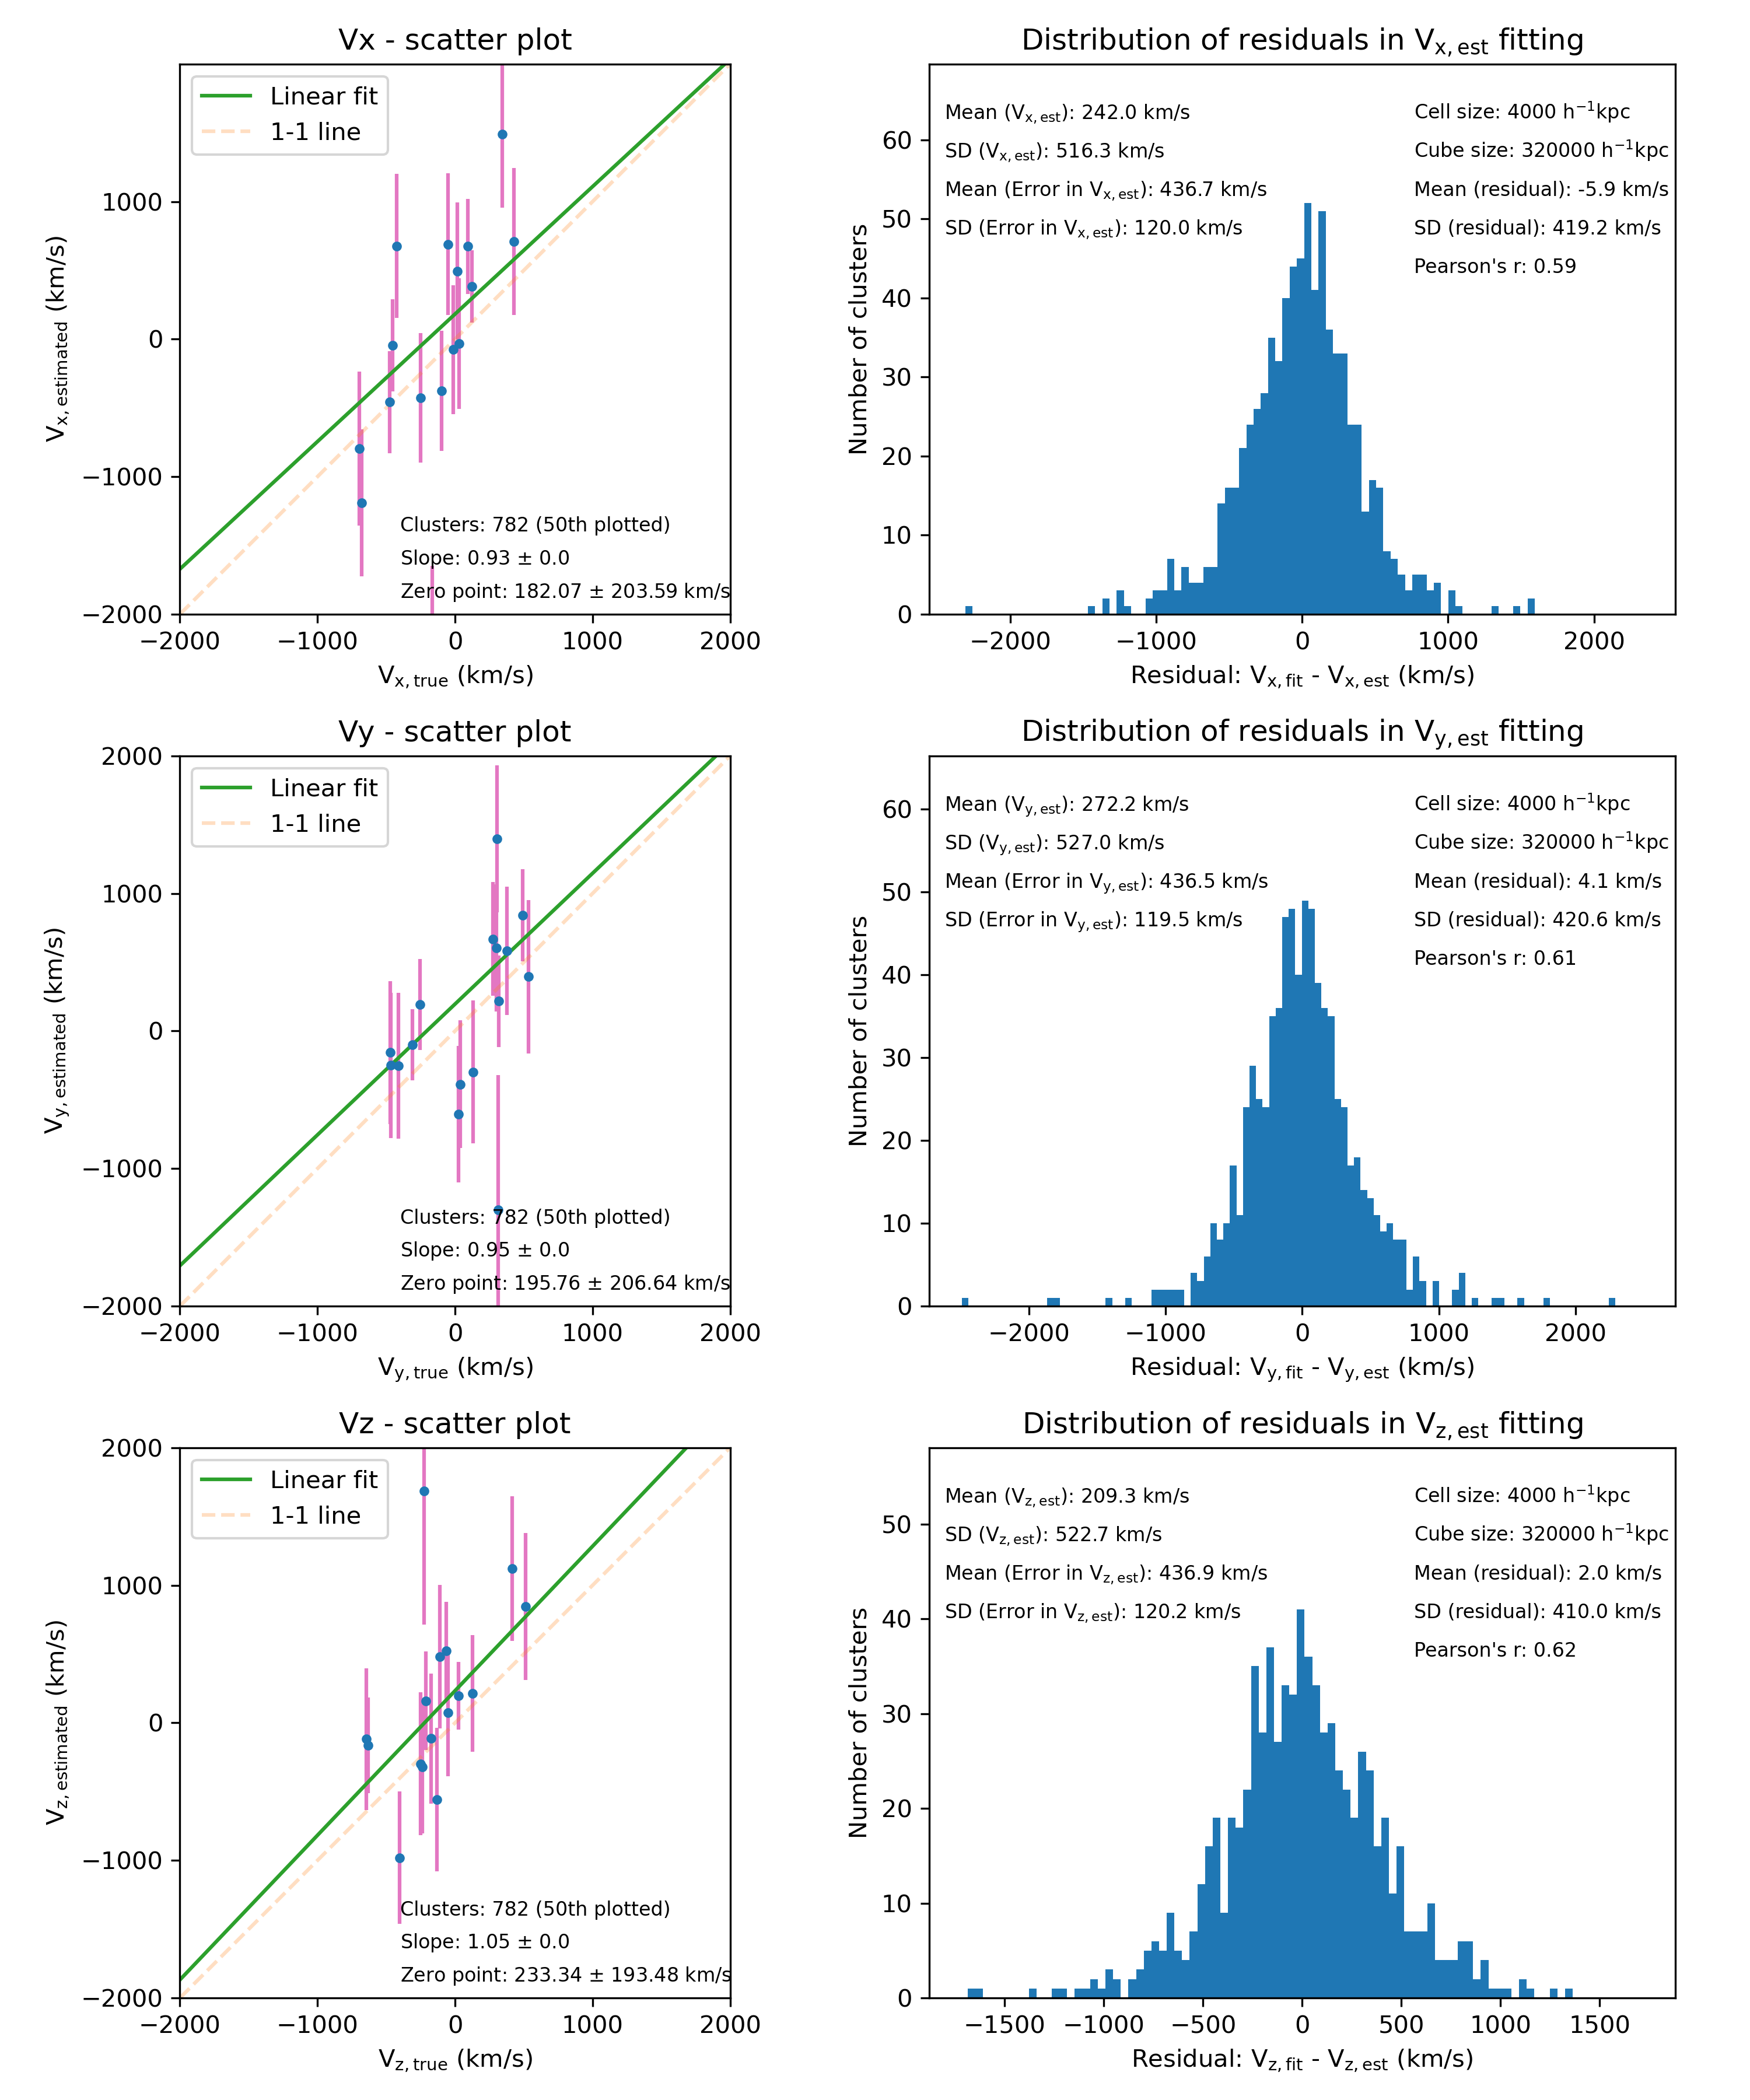 Vx - scatter plot
Linear fit
1-1 line
1000
0
−1000
−2000
V_x, estimated (km/s)
Clusters: 782 (50th plotted)
Slope: 0.93 ± 0.0
Zero point: 182.07 ± 203.59 km/s
−2000 −1000 0 1000 2000
V_x, true (km/s)
Distribution of residuals in V_x, est fitting
Mean (V_x, est): 242.0 km/s
SD (V_x, est): 516.3 km/s
Mean (Error in V_x, est): 436.7 km/s
SD (Error in V_x, est): 120.0 km/s
Cell size: 4000 h⁻¹kpc
Cube size: 320000 h⁻¹kpc
Mean (residual): -5.9 km/s
SD (residual): 419.2 km/s
Pearson's r: 0.59
60
50
40
30
20
10
0
Number of clusters
−2000 −1000 0 1000 2000
Residual: V_x, fit - V_x, est (km/s)
Vy - scatter plot
Linear fit
1-1 line
2000
1000
0
−1000
−2000
V_y, estimated (km/s)
Clusters: 782 (50th plotted)
Slope: 0.95 ± 0.0
Zero point: 195.76 ± 206.64 km/s
−2000 −1000 0 1000 2000
V_y, true (km/s)
Distribution of residuals in V_y, est fitting
Mean (V_y, est): 272.2 km/s
SD (V_y, est): 527.0 km/s
Mean (Error in V_y, est): 436.5 km/s
SD (Error in V_y, est): 119.5 km/s
Cell size: 4000 h⁻¹kpc
Cube size: 320000 h⁻¹kpc
Mean (residual): 4.1 km/s
SD (residual): 420.6 km/s
Pearson's r: 0.61
60
50
40
30
20
10
0
Number of clusters
−2000 −1000 0 1000 2000
Residual: V_y, fit - V_y, est (km/s)
Vz - scatter plot
Linear fit
1-1 line
2000
1000
0
−1000
−2000
V_z, estimated (km/s)
Clusters: 782 (50th plotted)
Slope: 1.05 ± 0.0
Zero point: 233.34 ± 193.48 km/s
−2000 −1000 0 1000 2000
V_z, true (km/s)
Distribution of residuals in V_z, est fitting
Mean (V_z, est): 209.3 km/s
SD (V_z, est): 522.7 km/s
Mean (Error in V_z, est): 436.9 km/s
SD (Error in V_z, est): 120.2 km/s
Cell size: 4000 h⁻¹kpc
Cube size: 320000 h⁻¹kpc
Mean (residual): 2.0 km/s
SD (residual): 410.0 km/s
Pearson's r: 0.62
50
40
30
20
10
0
Number of clusters
−1500 −1000 −500 0 500 1000 1500
Residual: V_z, fit - V_z, est (km/s)